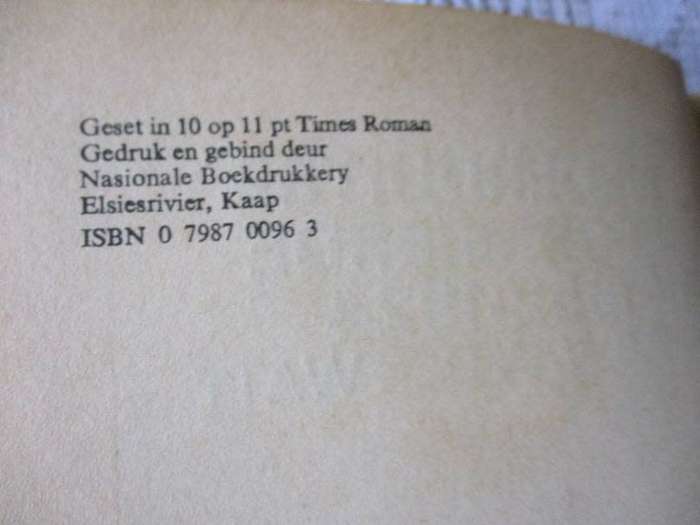 Geset in 10 op 11 pt Times Roman
Gedruk en gebind deur
Nasionale Boekdrukkery
Elsiesrivier, Kaap
ISBN 0 7987 0096 3